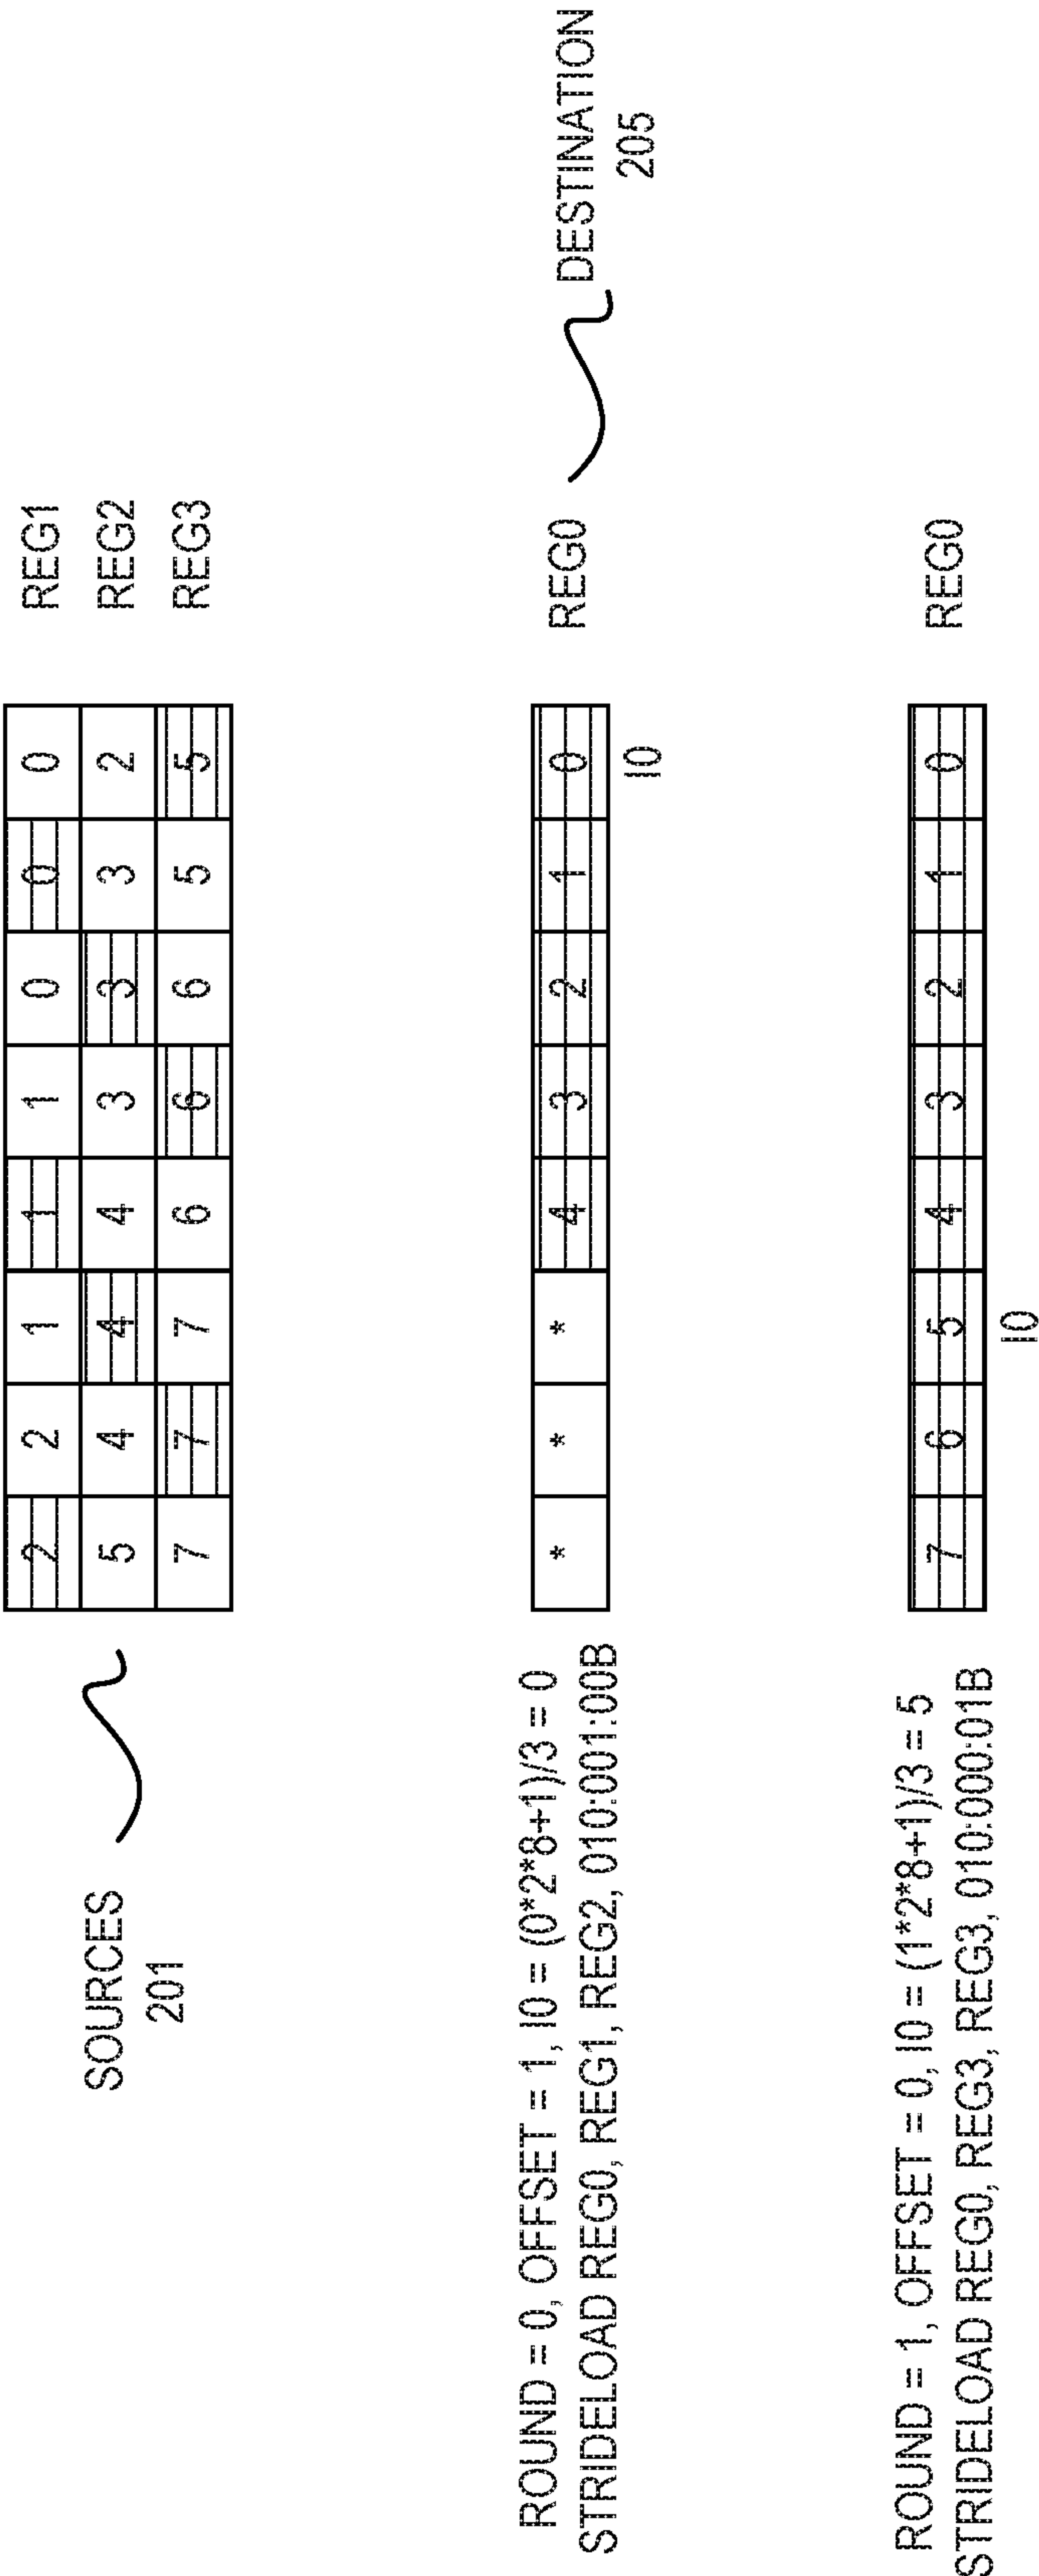 2 2 1 1 1 0 0 0 REG1
SOURCES 5 4 4 4 3 3 3 2 REG2
201 7 7 7 6 6 6 5 5 REG3
ROUND = 0, OFFSET = 1, I0 = (0*2*8+1)/3 = 0
STRIDELOAD REG0, REG1, REG2, 010:001:00B
* * * 4 3 2 1 0 REG0 DESTINATION
205
I0
ROUND = 1, OFFSET = 0, I0 = (1*2*8+1)/3 = 5
STRIDELOAD REG0, REG3, REG3, 010:000:01B
7 6 5 4 3 2 1 0 REG0
I0